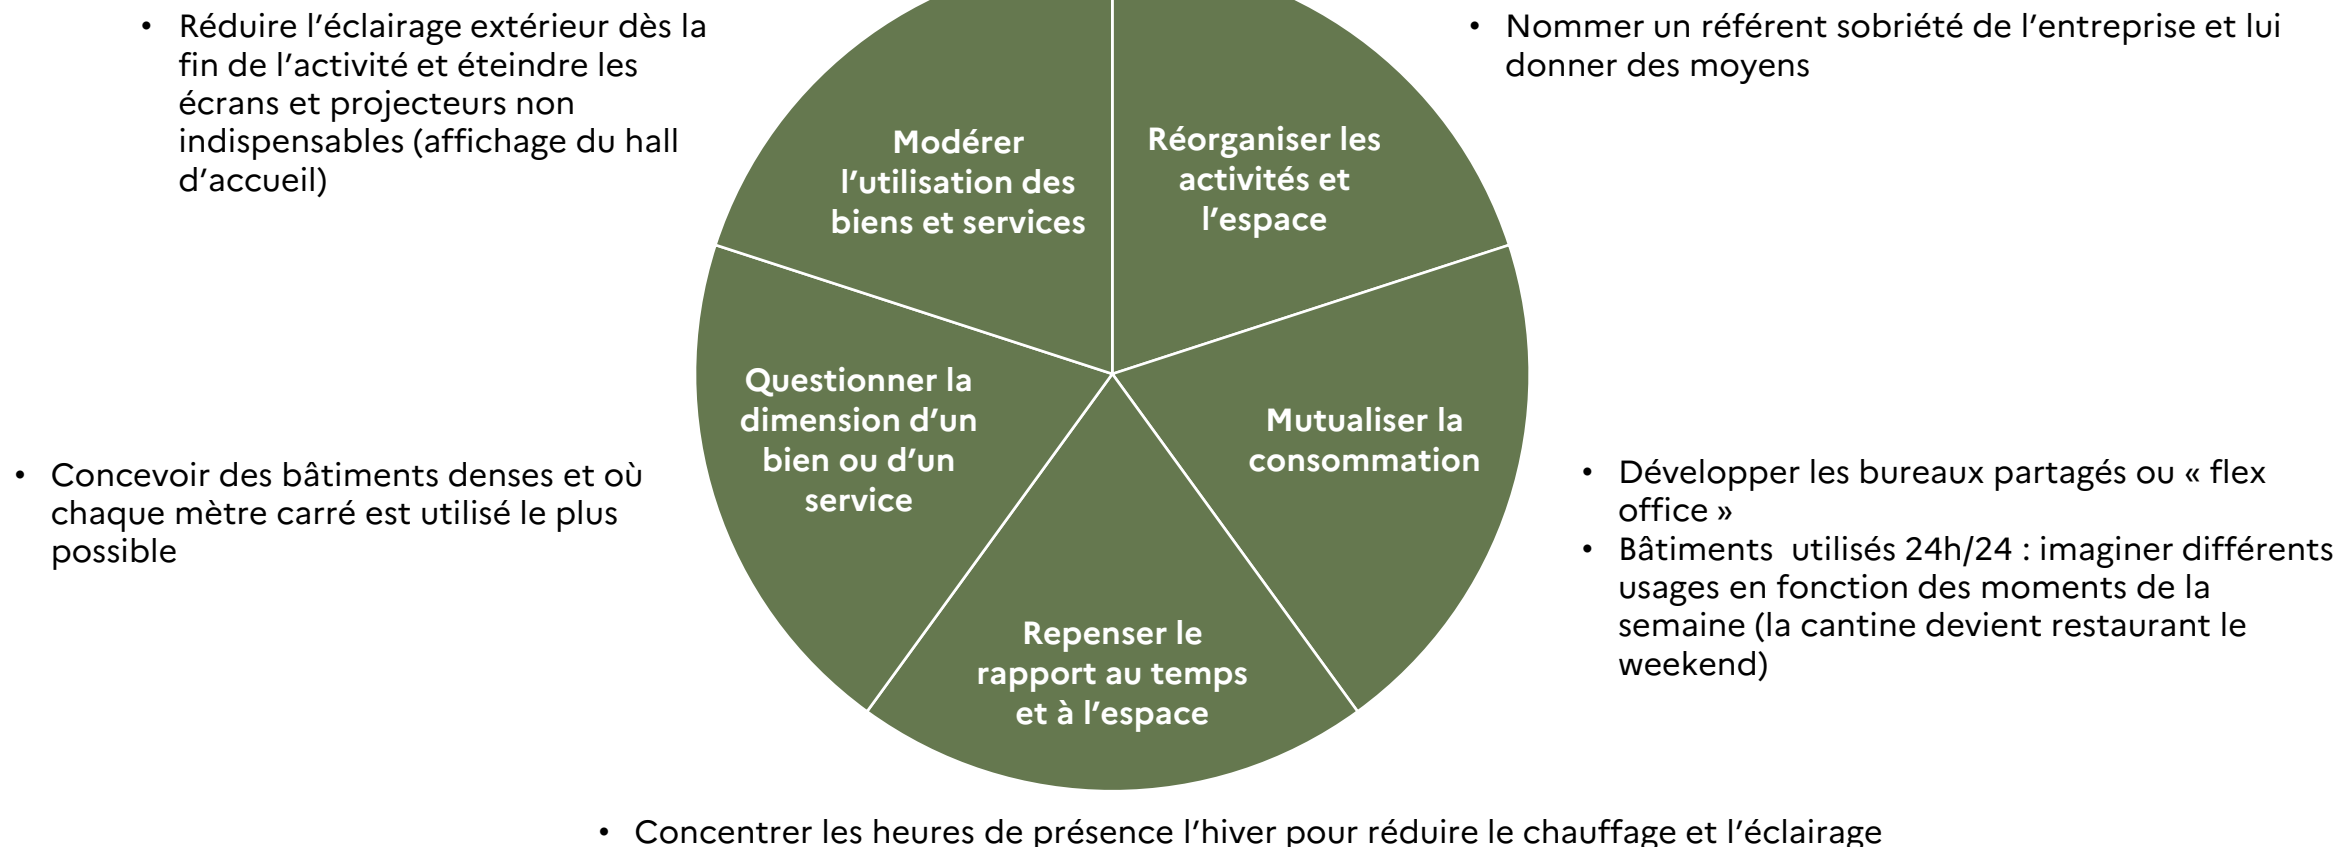 • Réduire l’éclairage extérieur dès la
fin de l’activité et éteindre les
écrans et projecteurs non
indispensables (affichage du hall
d’accueil)
• Nommer un référent sobriété de l’entreprise et lui
donner des moyens
Modérer
l’utilisation des
biens et services
Réorganiser les
activités et
l’espace
Questionner la
dimension d’un
bien ou d’un
service
Mutualiser la
consommation
• Concevoir des bâtiments denses et où
chaque mètre carré est utilisé le plus
possible
• Développer les bureaux partagés ou « flex
office »
• Bâtiments  utilisés 24h/24 : imaginer différents
usages en fonction des moments de la
semaine (la cantine devient restaurant le
weekend)
Repenser le
rapport au temps
et à l’espace
• Concentrer les heures de présence l’hiver pour réduire le chauffage et l’éclairage